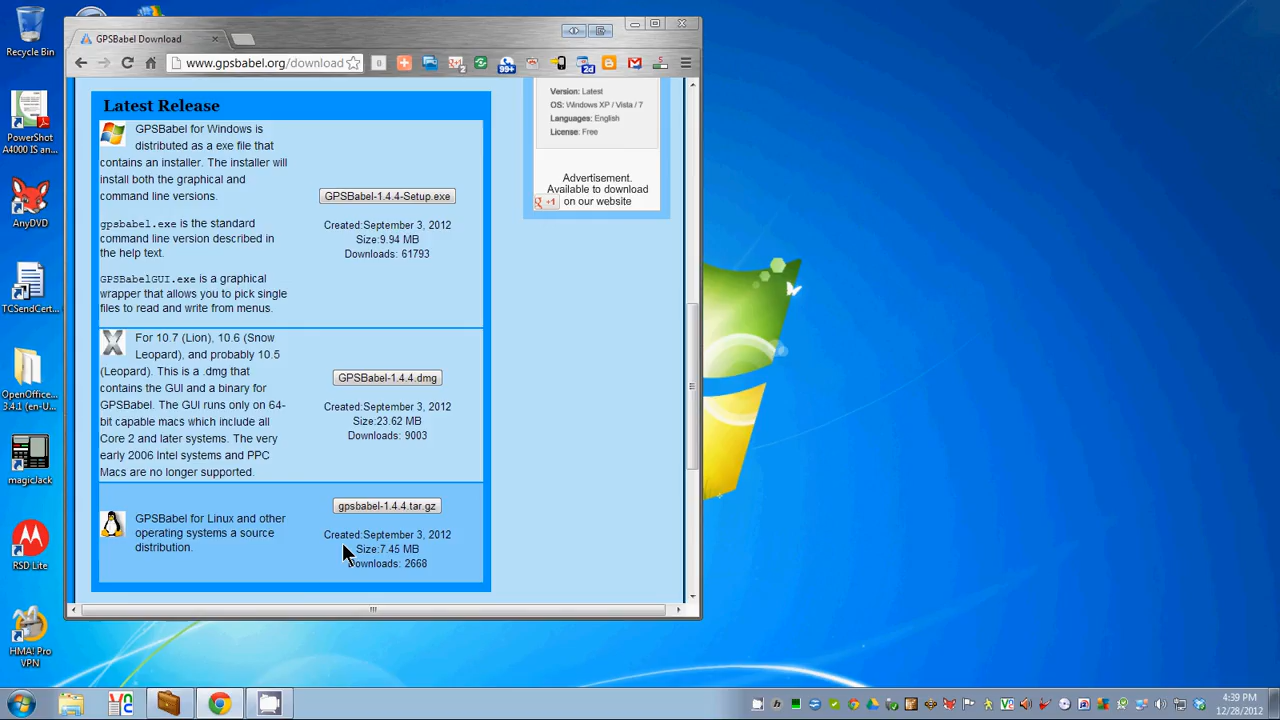 Recycle Bin
PowerShot
A4000 IS an...
AnyDVD
TCSendCert...
OpenOffice...
3.4.1 (en-U...
magicJack
RSD Lite
HMA! Pro
VPN
GPSBabel Download
www.gpsbabel.org/download
0
2
99+
2d
5
Latest Release
GPSBabel for Windows is
distributed as a exe file that
contains an installer. The installer will
install both the graphical and
command line versions.
gpsbabel.exe is the standard
command line version described in
the help text.
GPSBabelGUI.exe is a graphical
wrapper that allows you to pick single
files to read and write from menus.
GPSBabel-1.4.4-Setup.exe
Created:September 3, 2012
Size:9.94 MB
Downloads: 61793
For 10.7 (Lion), 10.6 (Snow
Leopard), and probably 10.5
(Leopard). This is a .dmg that
contains the GUI and a binary for
GPSBabel. The GUI runs only on 64-
bit capable macs which include all
Core 2 and later systems. The very
early 2006 Intel systems and PPC
Macs are no longer supported.
GPSBabel-1.4.4.dmg
Created:September 3, 2012
Size:23.62 MB
Downloads: 9003
GPSBabel for Linux and other
operating systems a source
distribution.
gpsbabel-1.4.4.tar.gz
Created:September 3, 2012
Size:7.45 MB
Downloads: 2668
Version: Latest
OS: Windows XP / Vista / 7
Languages: English
License: Free
Advertisement.
Available to download
on our website
+1
4:39 PM
12/28/2012